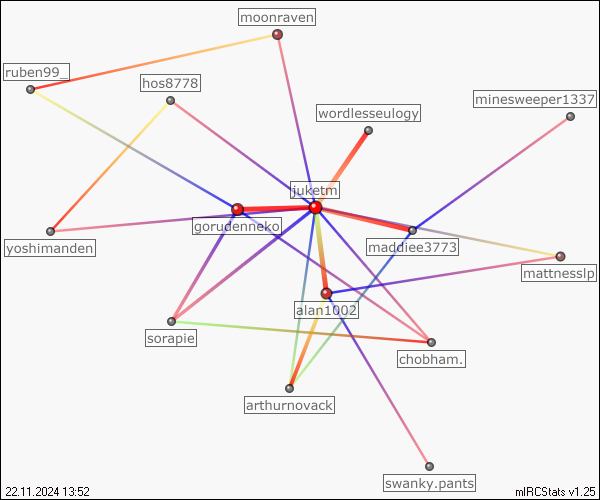 moonraven
ruben99_
hos8778
minesweeper1337
wordlesseulogy
juketm
gorudenneko
maddiee3773
yoshimanden
mattnesslp
alan1002
sorapie
chobham.
arthurnovack
swanky.pants
22.11.2024 13:52
mIRCStats v1.25